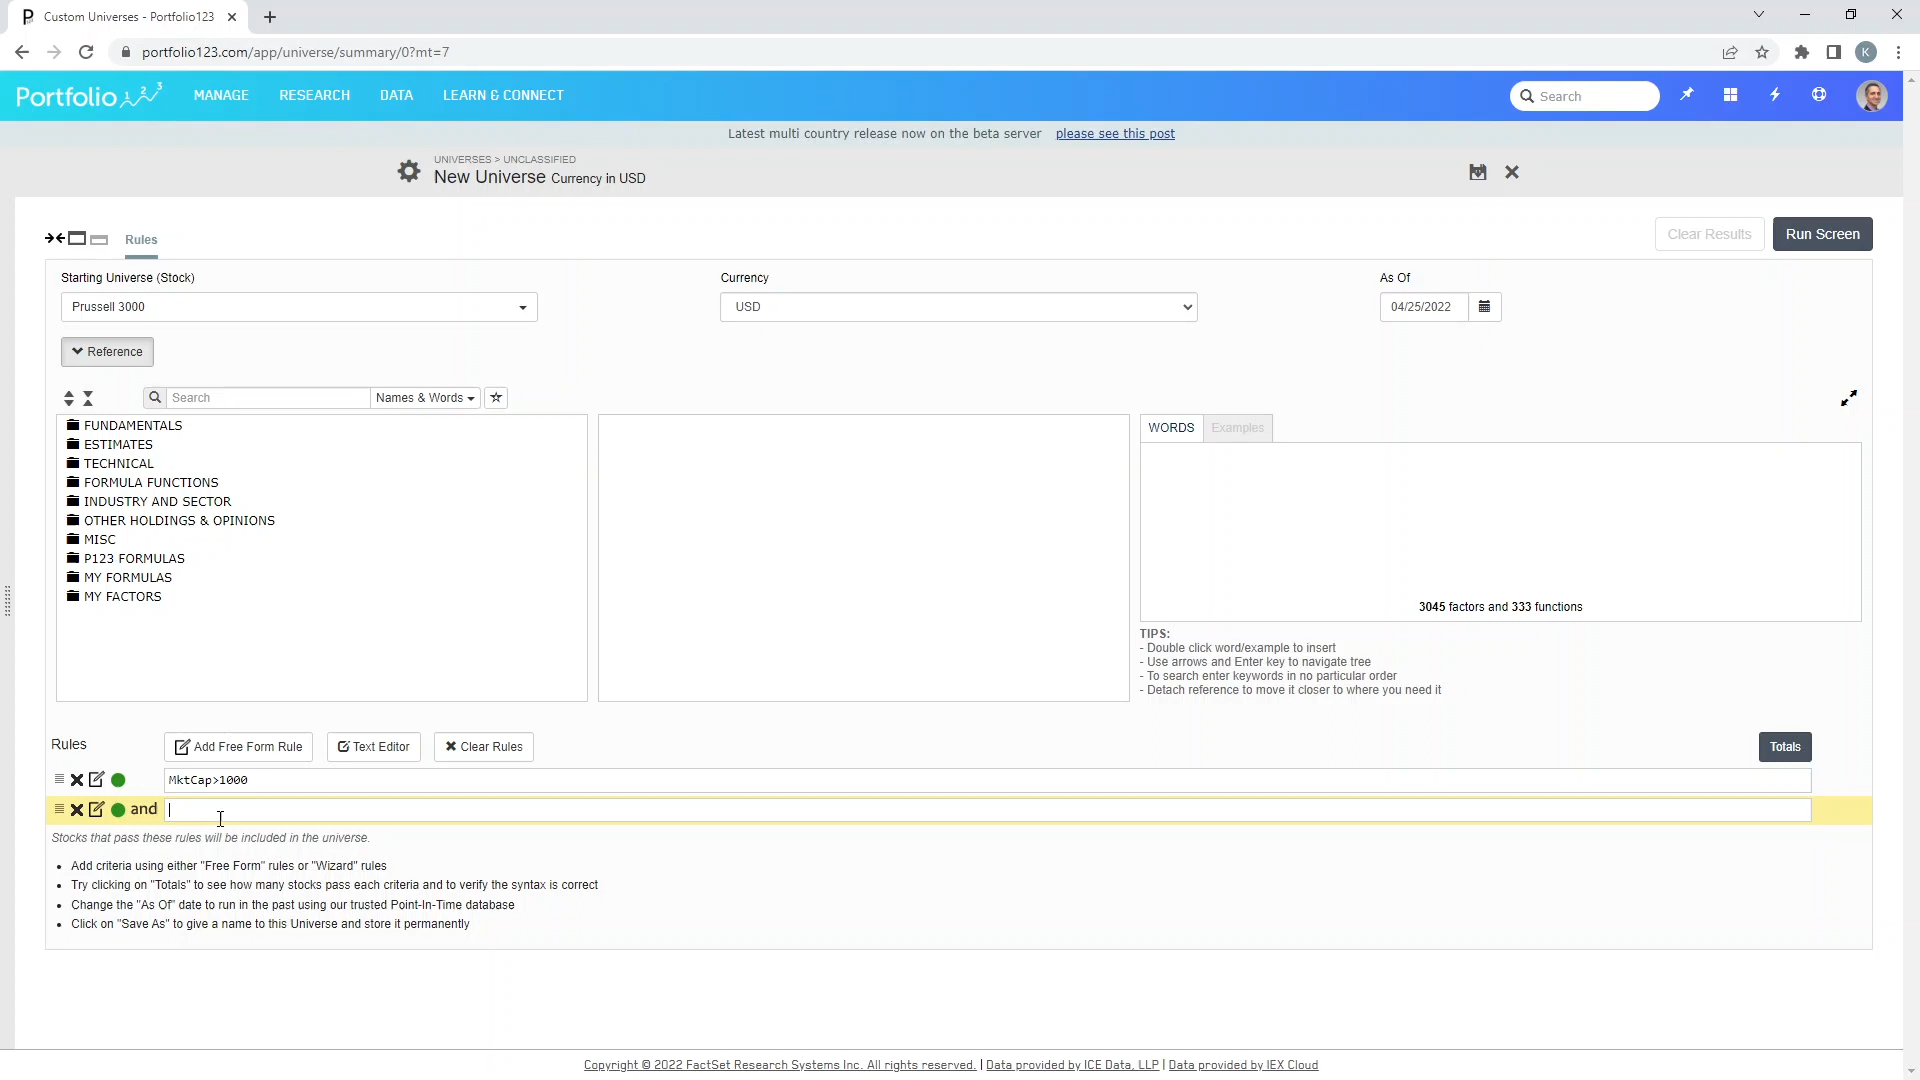 Custom Universes - Portfolio123
portfolio123.com/app/universe/summary/0?mt=7
K
Portfolio123
MANAGE
RESEARCH
DATA
LEARN & CONNECT
Search
Latest multi country release now on the beta server please see this post
UNIVERSES > UNCLASSIFIED
New Universe Currency in USD
Rules
Clear Results
Run Screen
Starting Universe (Stock)
Currency
As Of
Prussell 3000
USD
04/25/2022
Reference
Search
Names & Words
FUNDAMENTALS
ESTIMATES
TECHNICAL
FORMULA FUNCTIONS
INDUSTRY AND SECTOR
OTHER HOLDINGS & OPINIONS
MISC
P123 FORMULAS
MY FORMULAS
MY FACTORS
WORDS
Examples
3045 factors and 333 functions
TIPS:
- Double click word/example to insert
- Use arrows and Enter key to navigate tree
- To search enter keywords in no particular order
- Detach reference to move it closer to where you need it
Rules
Add Free Form Rule
Text Editor
Clear Rules
Totals
MktCap>1000
and
Stocks that pass these rules will be included in the universe.
• Add criteria using either "Free Form" rules or "Wizard" rules
• Try clicking on "Totals" to see how many stocks pass each criteria and to verify the syntax is correct
• Change the "As Of" date to run in the past using our trusted Point-In-Time database
• Click on "Save As" to give a name to this Universe and store it permanently
Copyright © 2022 FactSet Research Systems Inc. All rights reserved. | Data provided by ICE Data, LLP | Data provided by IEX Cloud